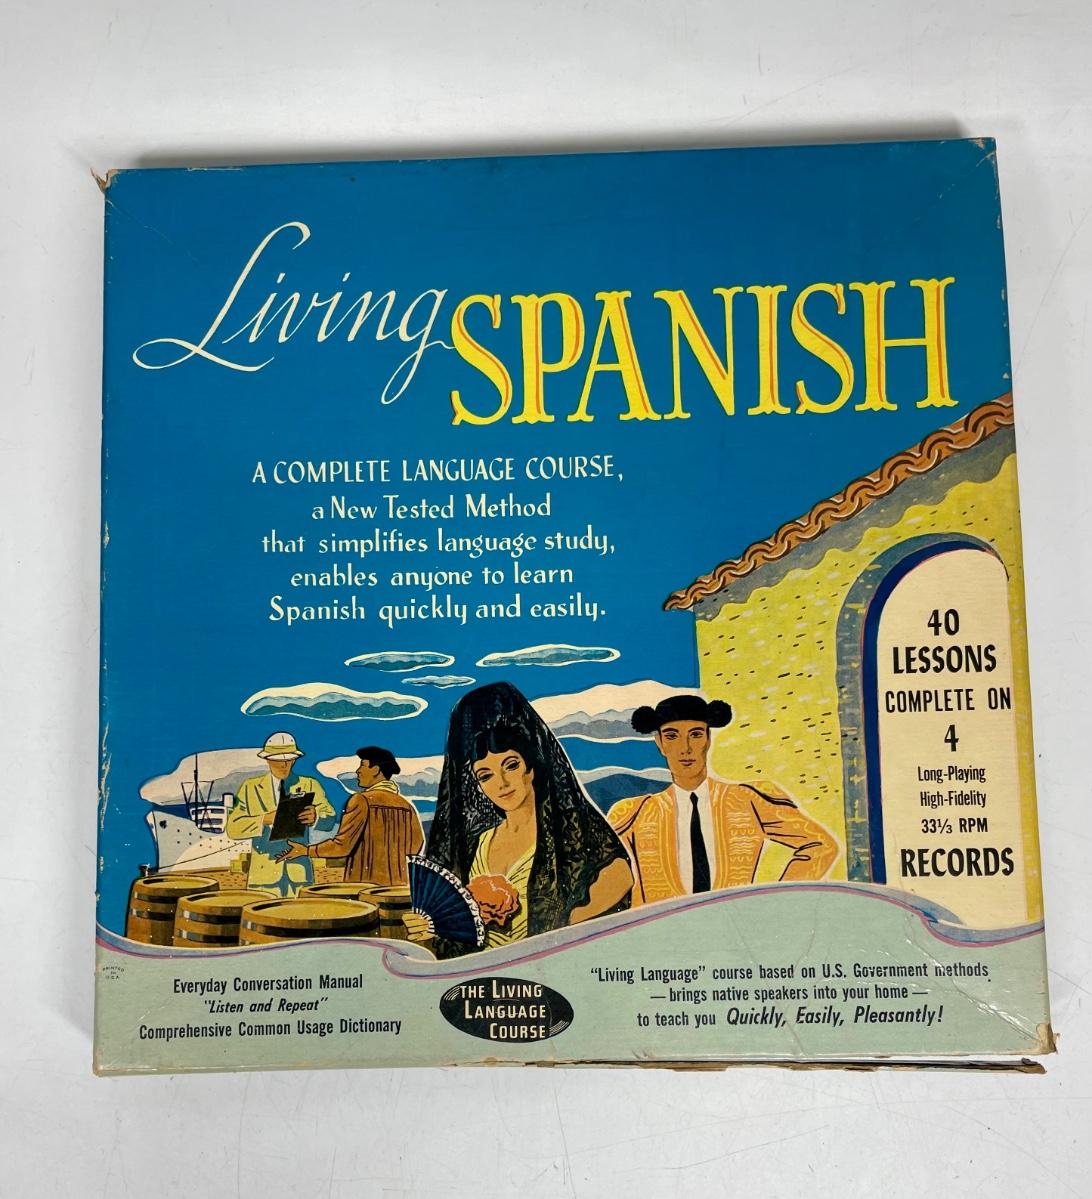 Living SPANISH
A COMPLETE LANGUAGE COURSE,
a New Tested Method
that simplifies language study,
enables anyone to learn
Spanish quickly and easily.
40
LESSONS
COMPLETE ON
4
Long-Playing
High-Fidelity
33⅓ RPM
RECORDS
PRINTED
IN
U.S.A.
Everyday Conversation Manual
"Listen and Repeat"
Comprehensive Common Usage Dictionary
THE LIVING
LANGUAGE
COURSE
"Living Language" course based on U.S. Government methods
— brings native speakers into your home —
to teach you Quickly, Easily, Pleasantly!